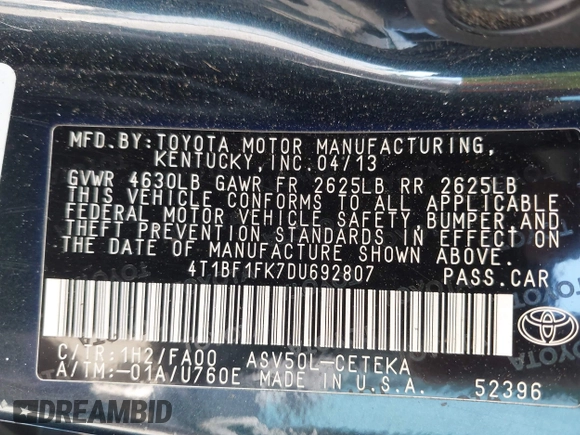 MFD.BY:TOYOTA MOTOR MANUFACTURING,
KENTUCKY,INC.04/13
GVWR 4630LB GAWR FR 2625LB RR 2625LB
THIS VEHICLE CONFORMS TO ALL APPLICABLE
FEDERAL MOTOR VEHICLE SAFETY,BUMPER,AND
THEFT PREVENTION STANDARDS IN EFFECT ON
THE DATE OF MANUFACTURE SHOWN ABOVE.
4T1BF1FK7DU692807 PASS.CAR
C/TR:1H2/FA00 ASV50L-CETEKA
A/TM:-01A/U760E MADE IN U.S.A. 52396
DREAMBID